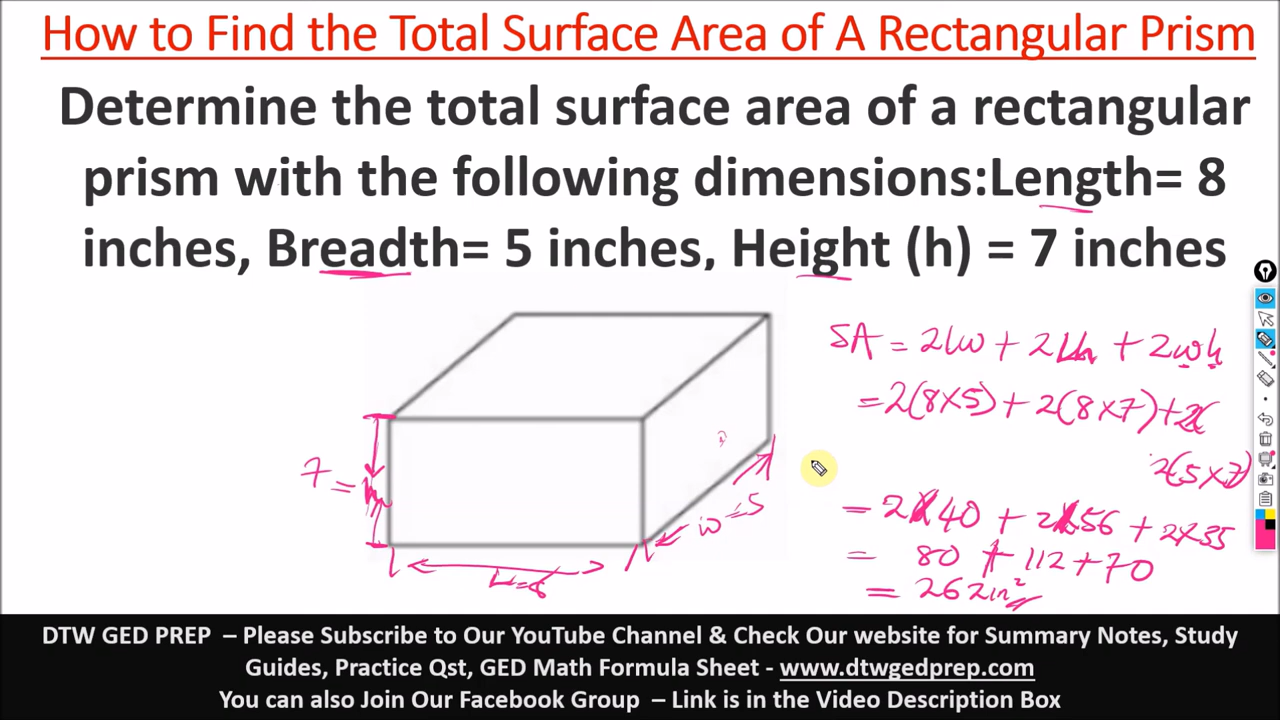 How to Find the Total Surface Area of A Rectangular Prism
Determine the total surface area of a rectangular
prism with the following dimensions:Length= 8
inches, Breadth= 5 inches, Height (h) = 7 inches
SA = 2lw + 2lh + 2wh
= 2(8×5) + 2(8×7) +
2(5×7)
7 = h
w=5
L=8
= 2×40 + 2×56 + 2×35
= 80 + 112 + 70
= 262in²
DTW GED PREP – Please Subscribe to Our YouTube Channel & Check Our website for Summary Notes, Study
Guides, Practice Qst, GED Math Formula Sheet - www.dtwgedprep.com
You can also Join Our Facebook Group – Link is in the Video Description Box